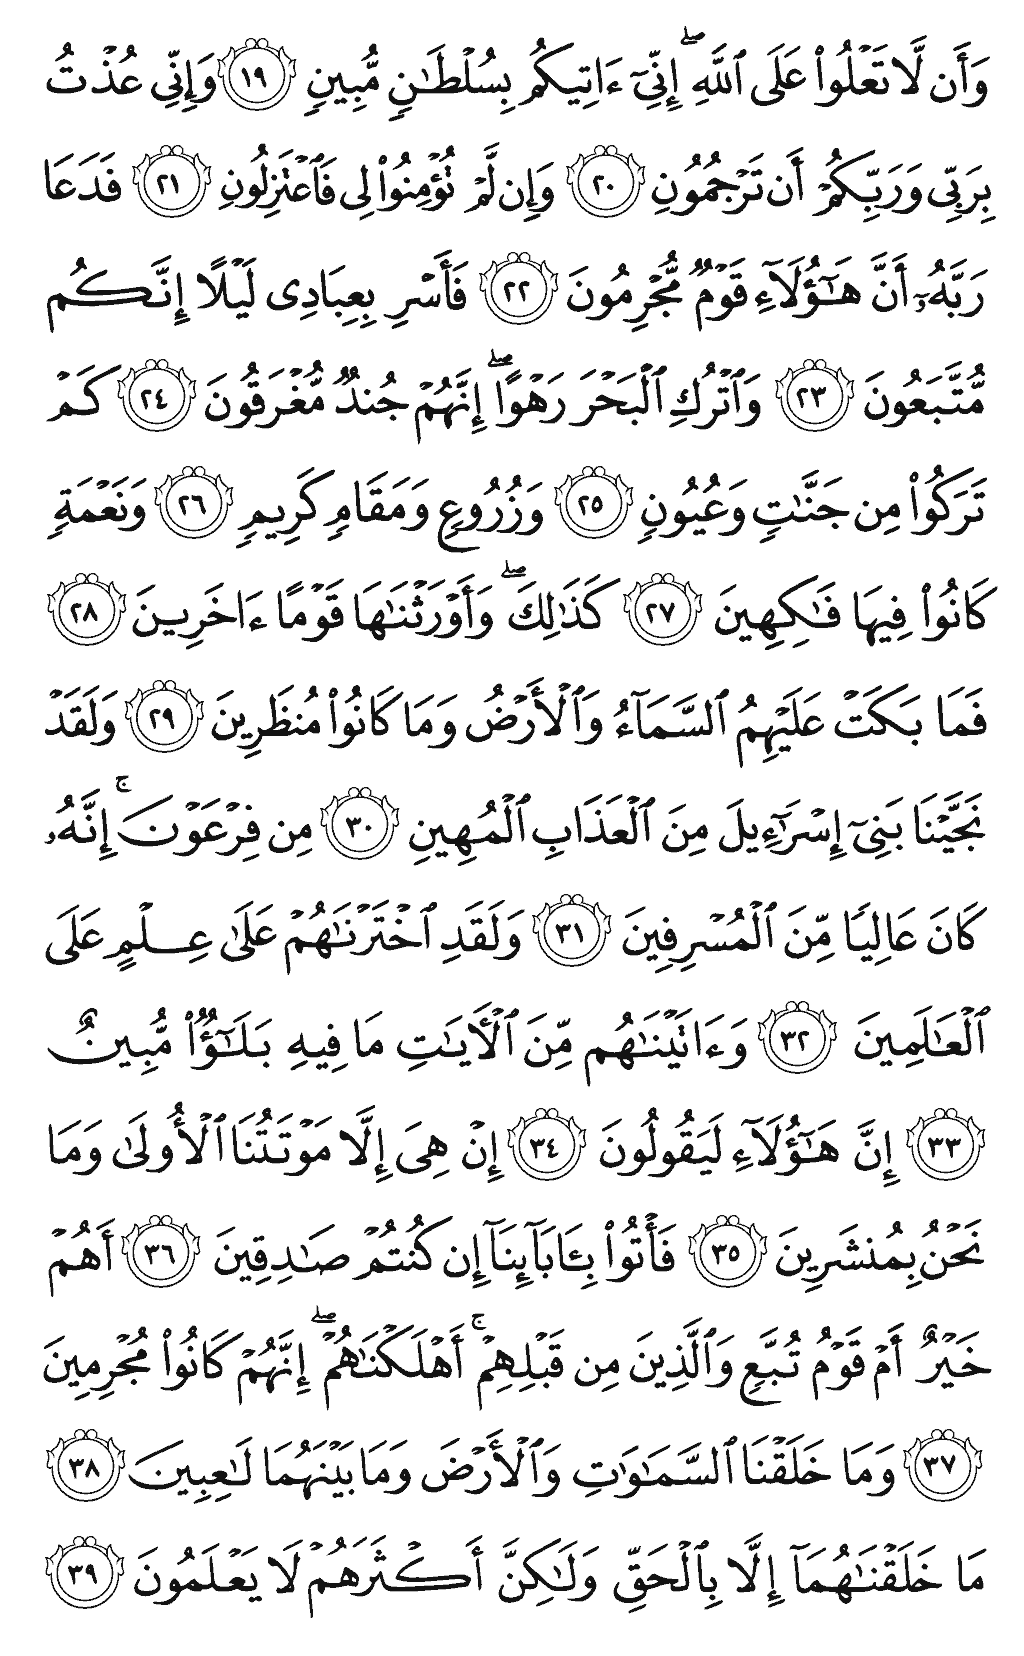 وَأَن لَّا تَعْلُوا۟ عَلَى ٱللَّهِ ۖ إِنِّىٓ ءَاتِيكُم بِسُلْطَـٰنٍ مُّبِينٍ ١٩ وَإِنِّى عُذْتُ
بِرَبِّى وَرَبِّكُمْ أَن تَرْجُمُونِ ٢٠ وَإِن لَّمْ تُؤْمِنُوا۟ لِى فَٱعْتَزِلُونِ ٢١ فَدَعَا
رَبَّهُۥٓ أَنَّ هَـٰٓؤُلَآءِ قَوْمٌ مُّجْرِمُونَ ٢٢ فَأَسْرِ بِعِبَادِى لَيْلًا إِنَّكُم
مُّتَّبَعُونَ ٢٣ وَٱتْرُكِ ٱلْبَحْرَ رَهْوًا ۖ إِنَّهُمْ جُندٌ مُّغْرَقُونَ ٢٤ كَمْ
تَرَكُوا۟ مِن جَنَّـٰتٍ وَعُيُونٍ ٢٥ وَزُرُوعٍ وَمَقَامٍ كَرِيمٍ ٢٦ وَنَعْمَةٍ
كَانُوا۟ فِيهَا فَـٰكِهِينَ ٢٧ كَذَٰلِكَ ۖ وَأَوْرَثْنَـٰهَا قَوْمًا ءَاخَرِينَ ٢٨
فَمَا بَكَتْ عَلَيْهِمُ ٱلسَّمَآءُ وَٱلْأَرْضُ وَمَا كَانُوا۟ مُنظَرِينَ ٢٩ وَلَقَدْ
نَجَّيْنَا بَنِىٓ إِسْرَٰٓءِيلَ مِنَ ٱلْعَذَابِ ٱلْمُهِينِ ٣٠ مِن فِرْعَوْنَ ۚ إِنَّهُۥ
كَانَ عَالِيًا مِّنَ ٱلْمُسْرِفِينَ ٣١ وَلَقَدِ ٱخْتَرْنَـٰهُمْ عَلَىٰ عِلْمٍ عَلَى
ٱلْعَـٰلَمِينَ ٣٢ وَءَاتَيْنَـٰهُم مِّنَ ٱلْـَٔايَـٰتِ مَا فِيهِ بَلَـٰٓؤٌا۟ مُّبِينٌ
٣٣ إِنَّ هَـٰٓؤُلَآءِ لَيَقُولُونَ ٣٤ إِنْ هِىَ إِلَّا مَوْتَتُنَا ٱلْأُولَىٰ وَمَا
نَحْنُ بِمُنشَرِينَ ٣٥ فَأْتُوا۟ بِـَٔابَآئِنَآ إِن كُنتُمْ صَـٰدِقِينَ ٣٦ أَهُمْ
خَيْرٌ أَمْ قَوْمُ تُبَّعٍ وَٱلَّذِينَ مِن قَبْلِهِمْ ۚ أَهْلَكْنَـٰهُمْ ۖ إِنَّهُمْ كَانُوا۟ مُجْرِمِينَ
٣٧ وَمَا خَلَقْنَا ٱلسَّمَـٰوَٰتِ وَٱلْأَرْضَ وَمَا بَيْنَهُمَا لَـٰعِبِينَ ٣٨
مَا خَلَقْنَـٰهُمَآ إِلَّا بِٱلْحَقِّ وَلَـٰكِنَّ أَكْثَرَهُمْ لَا يَعْلَمُونَ ٣٩